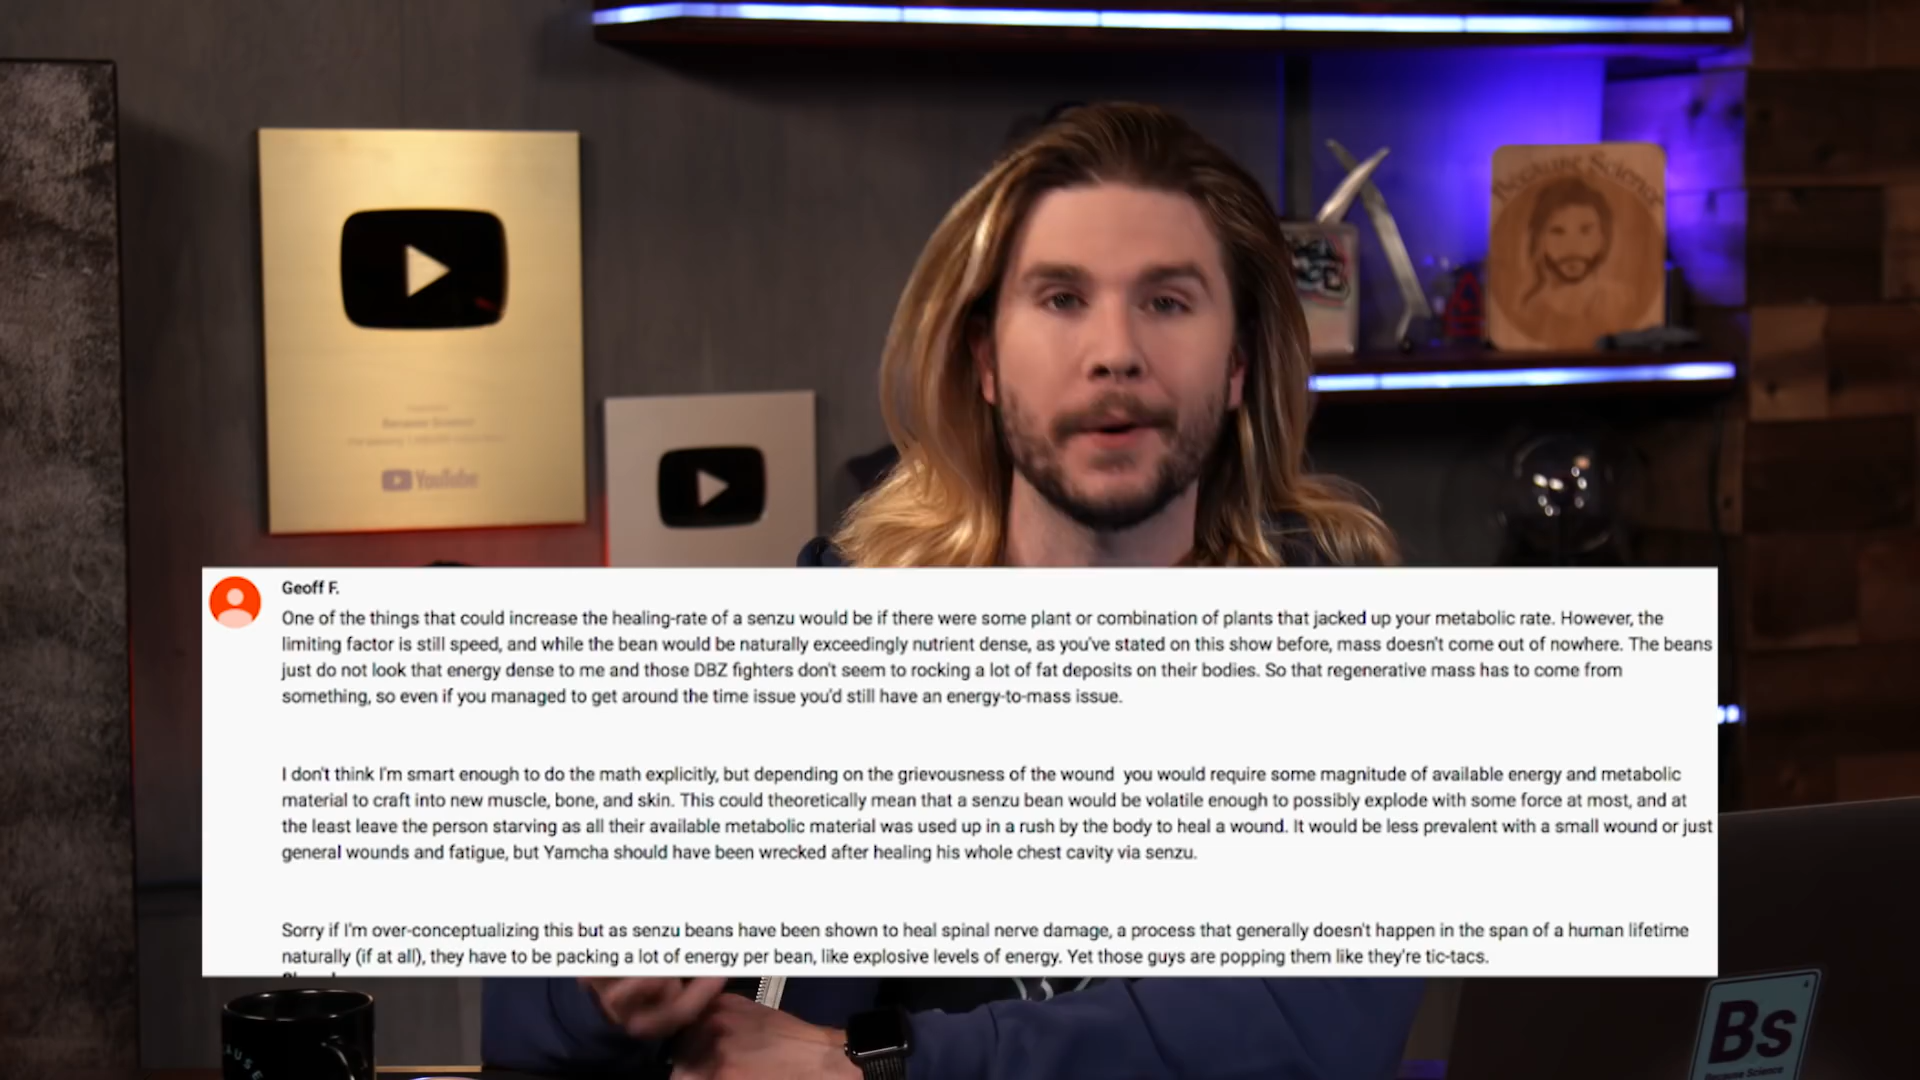 Because Science
YouTube
Geoff F.
One of the things that could increase the healing-rate of a senzu would be if there were some plant or combination of plants that jacked up your metabolic rate. However, the
limiting factor is still speed, and while the bean would be naturally exceedingly nutrient dense, as you've stated on this show before, mass doesn't come out of nowhere. The beans
just do not look that energy dense to me and those DBZ fighters don't seem to rocking a lot of fat deposits on their bodies. So that regenerative mass has to come from
something, so even if you managed to get around the time issue you'd still have an energy-to-mass issue.
I don't think I'm smart enough to do the math explicitly, but depending on the grievousness of the wound you would require some magnitude of available energy and metabolic
material to craft into new muscle, bone, and skin. This could theoretically mean that a senzu bean would be volatile enough to possibly explode with some force at most, and at
the least leave the person starving as all their available metabolic material was used up in a rush by the body to heal a wound. It would be less prevalent with a small wound or just
general wounds and fatigue, but Yamcha should have been wrecked after healing his whole chest cavity via senzu.
Sorry if I'm over-conceptualizing this but as senzu beans have been shown to heal spinal nerve damage, a process that generally doesn't happen in the span of a human lifetime
naturally (if at all), they have to be packing a lot of energy per bean, like explosive levels of energy. Yet those guys are popping them like they're tic-tacs.
AUSE
Bs
Because Science